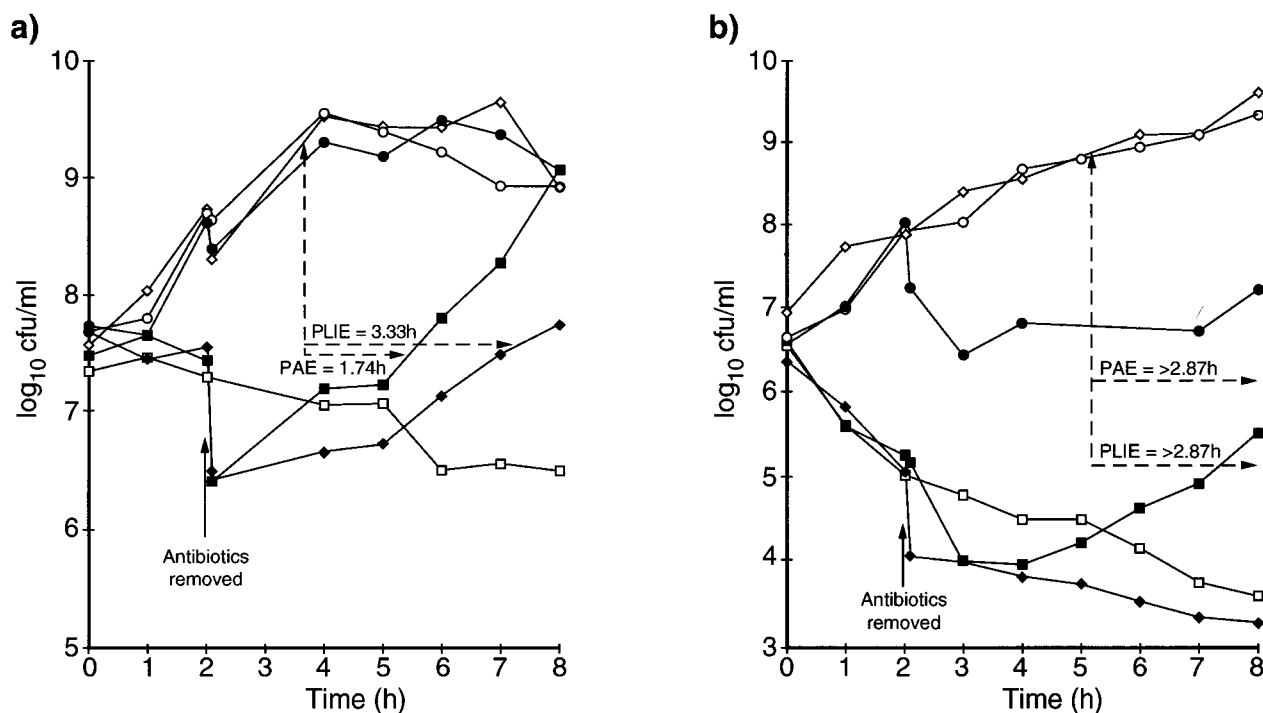 a)
10
9
8
7
6
5
log10 cfu/ml
PLIE = 3.33h
PAE = 1.74h
Antibiotics
removed
0 1 2 3 4 5 6 7 8
Time (h)
b)
10
9
8
7
6
5
4
3
log10 cfu/ml
PAE = >2.87h
PLIE = >2.87h
Antibiotics
removed
0 1 2 3 4 5 6 7 8
Time (h)